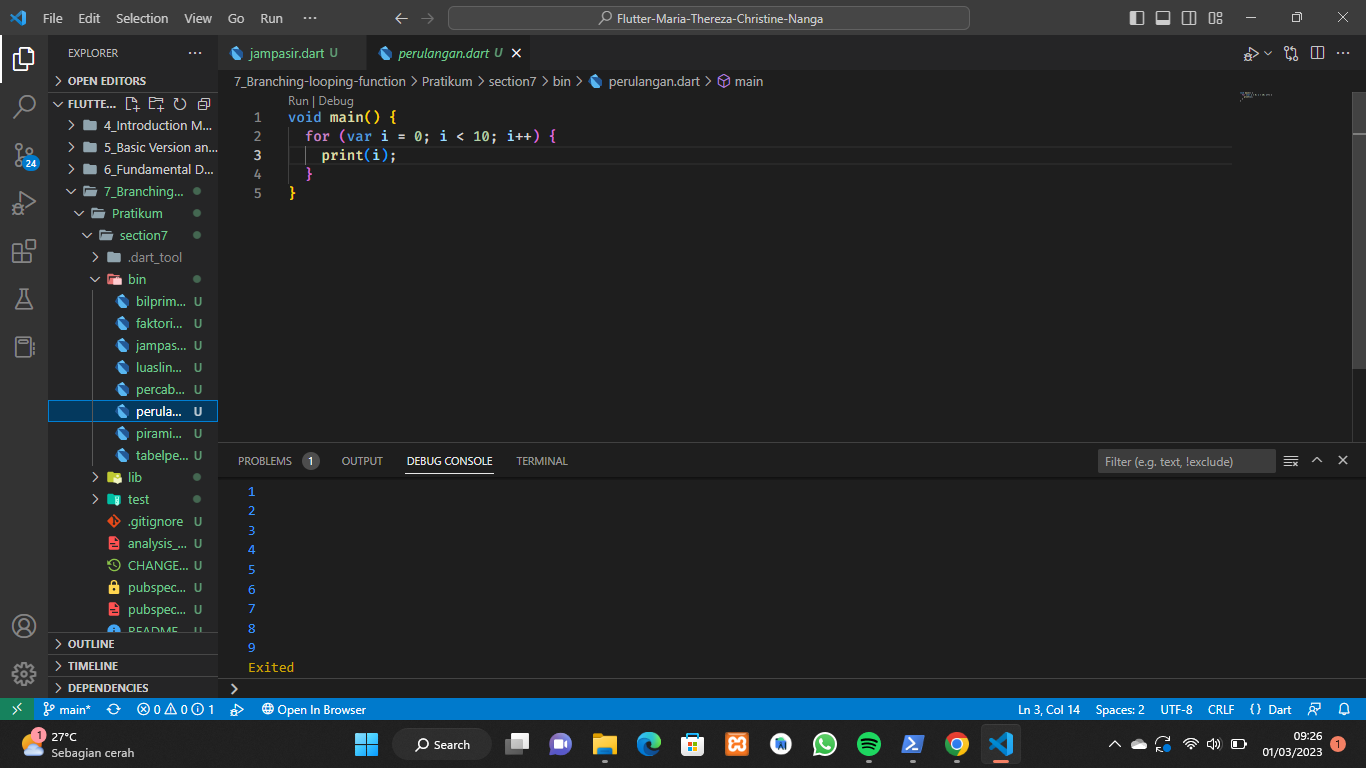 File Edit Selection View Go Run ···
Flutter-Maria-Thereza-Christine-Nanga
EXPLORER
OPEN EDITORS
FLUTTE...
4_Introduction M...
5_Basic Version an...
6_Fundamental D...
7_Branching...
Pratikum
section7
.dart_tool
bin
bilprim... U
faktori... U
jampas... U
luaslin... U
percab... U
perula... U
pirami... U
tabelpe... U
lib
test
.gitignore U
analysis_... U
CHANGE... U
pubspec... U
pubspec... U
README... U
OUTLINE
TIMELINE
DEPENDENCIES
24
jampasir.dart U
perulangan.dart U
7_Branching-looping-function > Pratikum > section7 > bin > perulangan.dart > main
Run | Debug
1 void main() {
2 for (var i = 0; i < 10; i++) {
3 print(i);
4 }
5 }
PROBLEMS 1 OUTPUT DEBUG CONSOLE TERMINAL
Filter (e.g. text, !exclude)
1
2
3
4
5
6
7
8
9
Exited
main* 0 0 1 Open In Browser
Ln 3, Col 14 Spaces: 2 UTF-8 CRLF {} Dart
1
27°C
Sebagian cerah
Search
09:26
01/03/2023
1